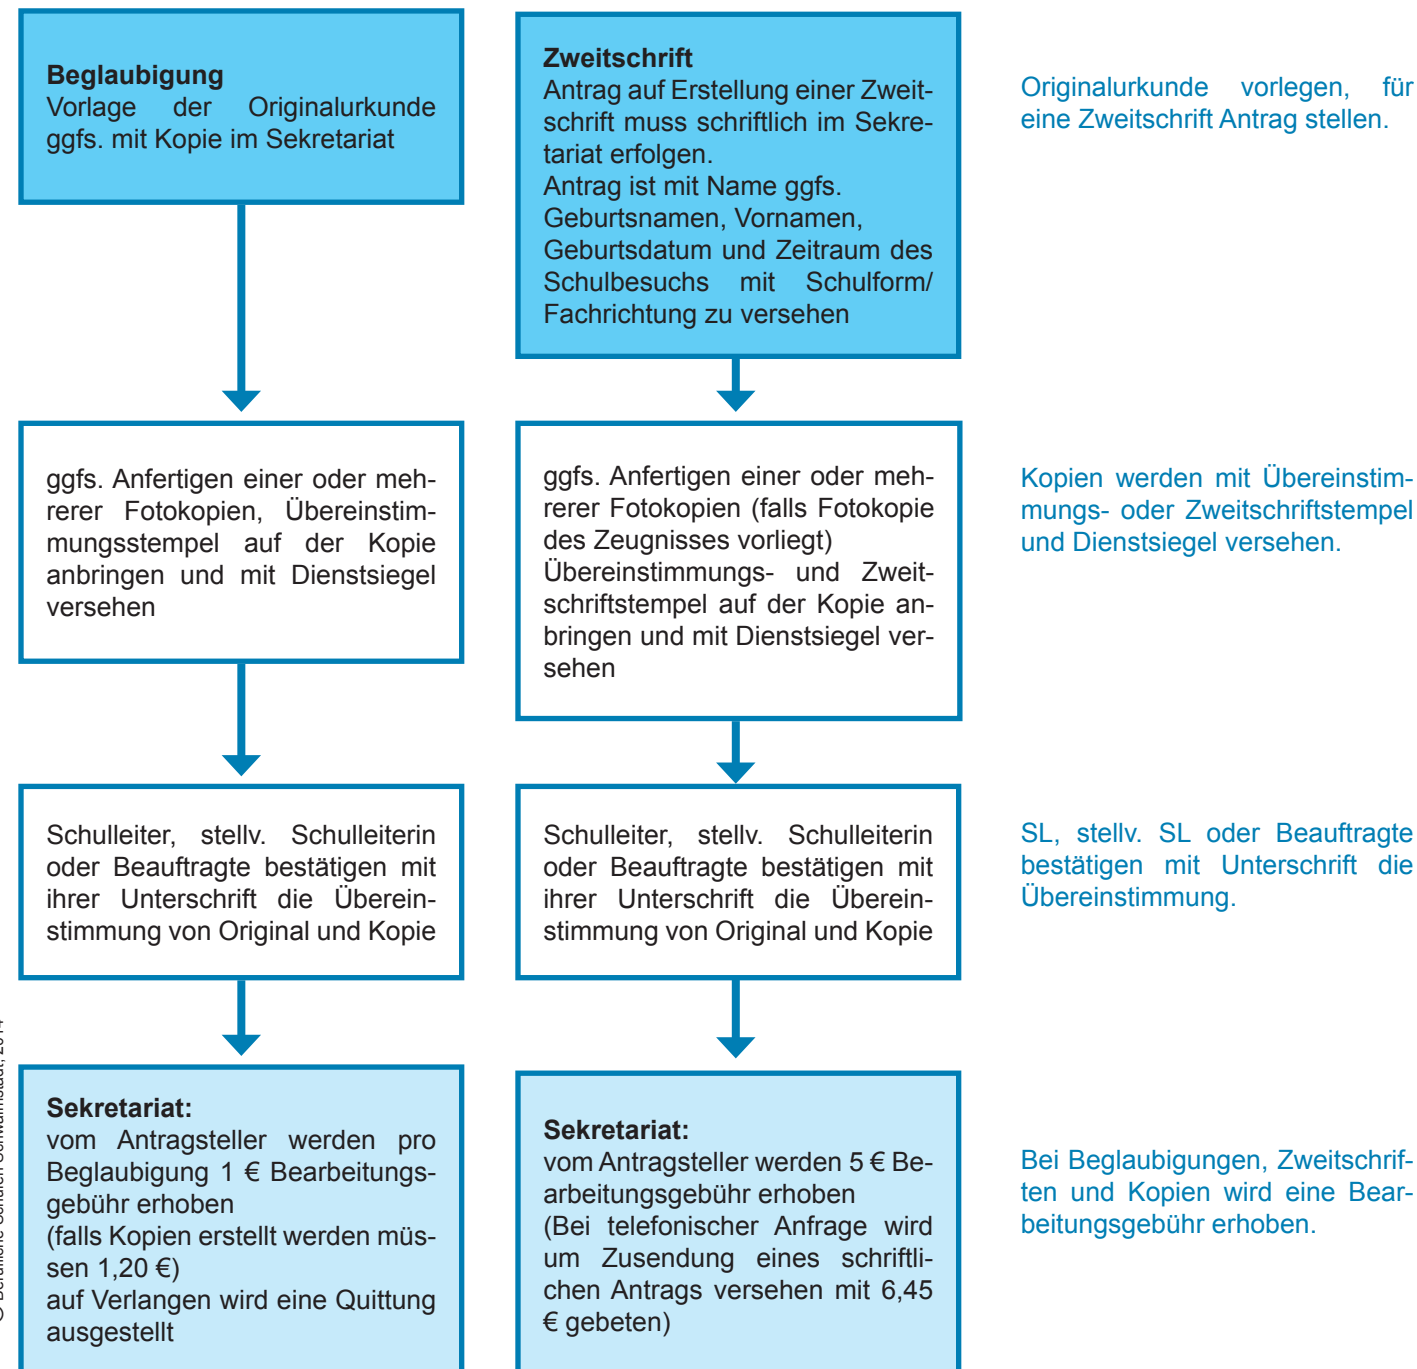 Beglaubigung
Vorlage der Originalurkunde
ggfs. mit Kopie im Sekretariat
Zweitschrift
Antrag auf Erstellung einer Zweit-
schrift muss schriftlich im Sekre-
tariat erfolgen.
Antrag ist mit Name ggfs.
Geburtsnamen, Vornamen,
Geburtsdatum und Zeitraum des
Schulbesuchs mit Schulform/
Fachrichtung zu versehen
Originalurkunde vorlegen, für
eine Zweitschrift Antrag stellen.
ggfs. Anfertigen einer oder meh-
rerer Fotokopien, Übereinstim-
mungsstempel auf der Kopie
anbringen und mit Dienstsiegel
versehen
ggfs. Anfertigen einer oder meh-
rerer Fotokopien (falls Fotokopie
des Zeugnisses vorliegt)
Übereinstimmungs- und Zweit-
schriftstempel auf der Kopie an-
bringen und mit Dienstsiegel ver-
sehen
Kopien werden mit Übereinstim-
mungs- oder Zweitschriftstempel
und Dienstsiegel versehen.
Schulleiter, stellv. Schulleiterin
oder Beauftragte bestätigen mit
ihrer Unterschrift die Überein-
stimmung von Original und Kopie
Schulleiter, stellv. Schulleiterin
oder Beauftragte bestätigen mit
ihrer Unterschrift die Überein-
stimmung von Original und Kopie
SL, stellv. SL oder Beauftragte
bestätigen mit Unterschrift die
Übereinstimmung.
Sekretariat:
vom Antragsteller werden pro
Beglaubigung 1 € Bearbeitungs-
gebühr erhoben
(falls Kopien erstellt werden müs-
sen 1,20 €)
auf Verlangen wird eine Quittung
ausgestellt
Sekretariat:
vom Antragsteller werden 5 € Be-
arbeitungsgebühr erhoben
(Bei telefonischer Anfrage wird
um Zusendung eines schriftli-
chen Antrags versehen mit 6,45
€ gebeten)
Bei Beglaubigungen, Zweitschrif-
ten und Kopien wird eine Bear-
beitungsgebühr erhoben.